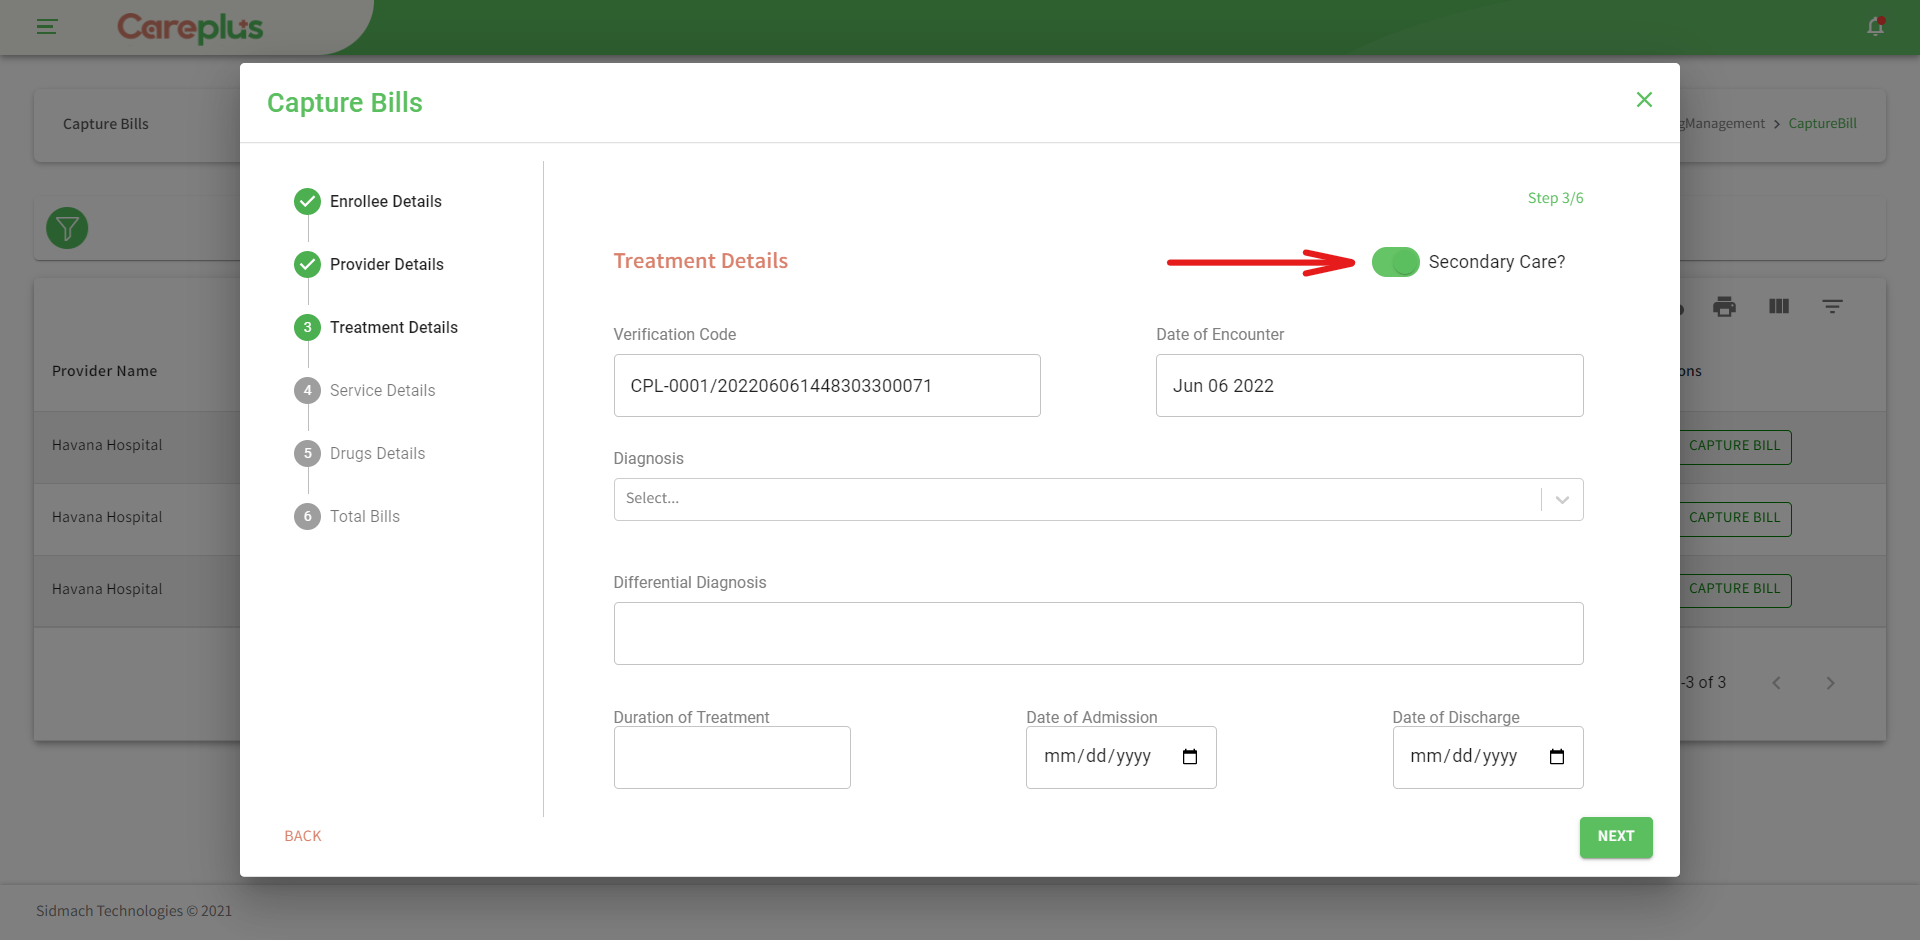 Careplus
Capture Bills
Capture Bills
gManagement > CaptureBill
Enrollee Details
Provider Details
3 Treatment Details
4 Service Details
5 Drugs Details
6 Total Bills
Step 3/6
Treatment Details
Secondary Care?
Verification Code
Date of Encounter
CPL-0001/202206061448303300071
Jun 06 2022
Diagnosis
Select...
Differential Diagnosis
Duration of Treatment
Date of Admission
Date of Discharge
mm/dd/yyyy
mm/dd/yyyy
BACK
NEXT
Provider Name
ons
Havana Hospital
CAPTURE BILL
Havana Hospital
CAPTURE BILL
Havana Hospital
CAPTURE BILL
-3 of 3
Sidmach Technologies © 2021